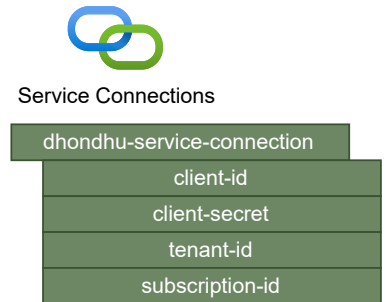 Service Connections
dhondhu-service-connection
client-id
client-secret
tenant-id
subscription-id